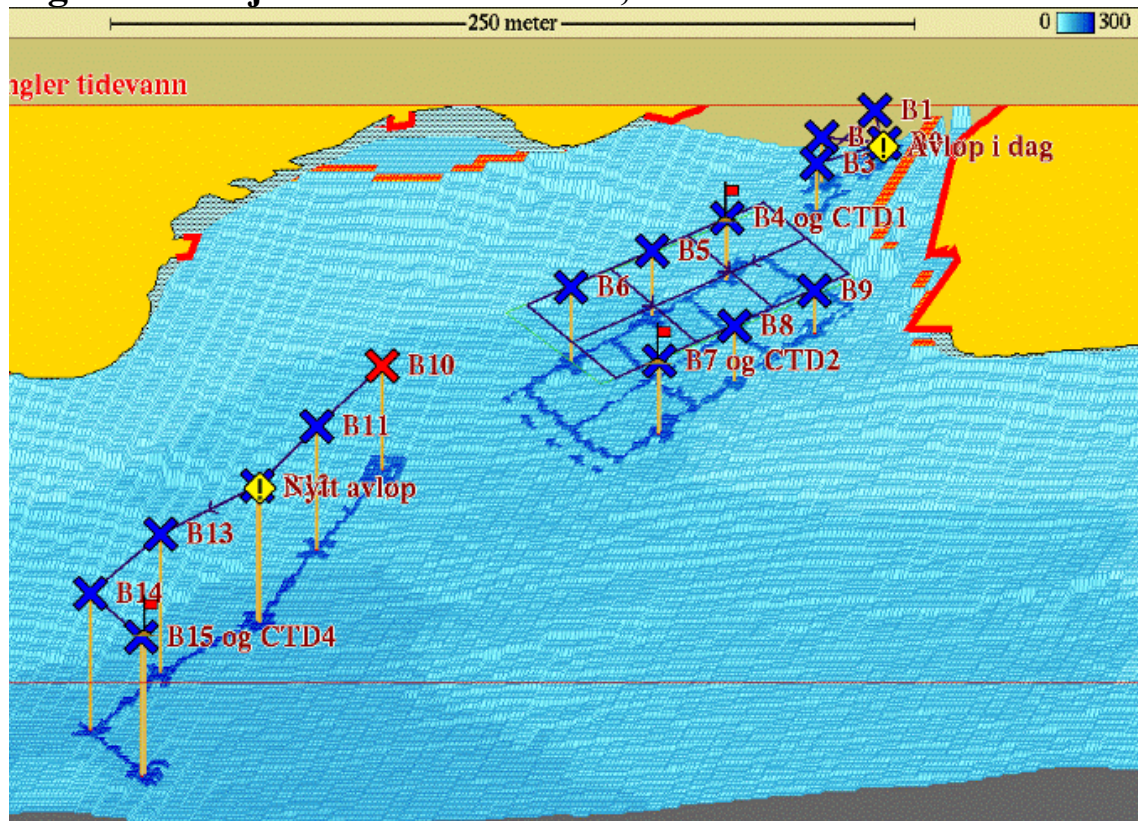 250 meter
0 300
ngler tidevann
B1
B3
Avløp i dag
B4 og CTD1
B5
B6
B9
B8
B7 og CTD2
B10
B11
Nytt avløp
B13
B14
B15 og CTD4